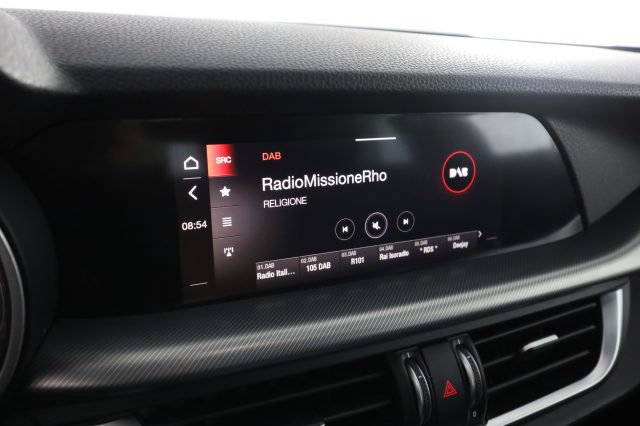 SRC
DAB
RadioMissioneRho
RELIGIONE
DAB
08:54
01.DAB
Radio Itali...
02.DAB
105 DAB
03.DAB
R101
04.DAB
Rai Isoradio
05.DAB
* RDS *
06.DAB
Deejay